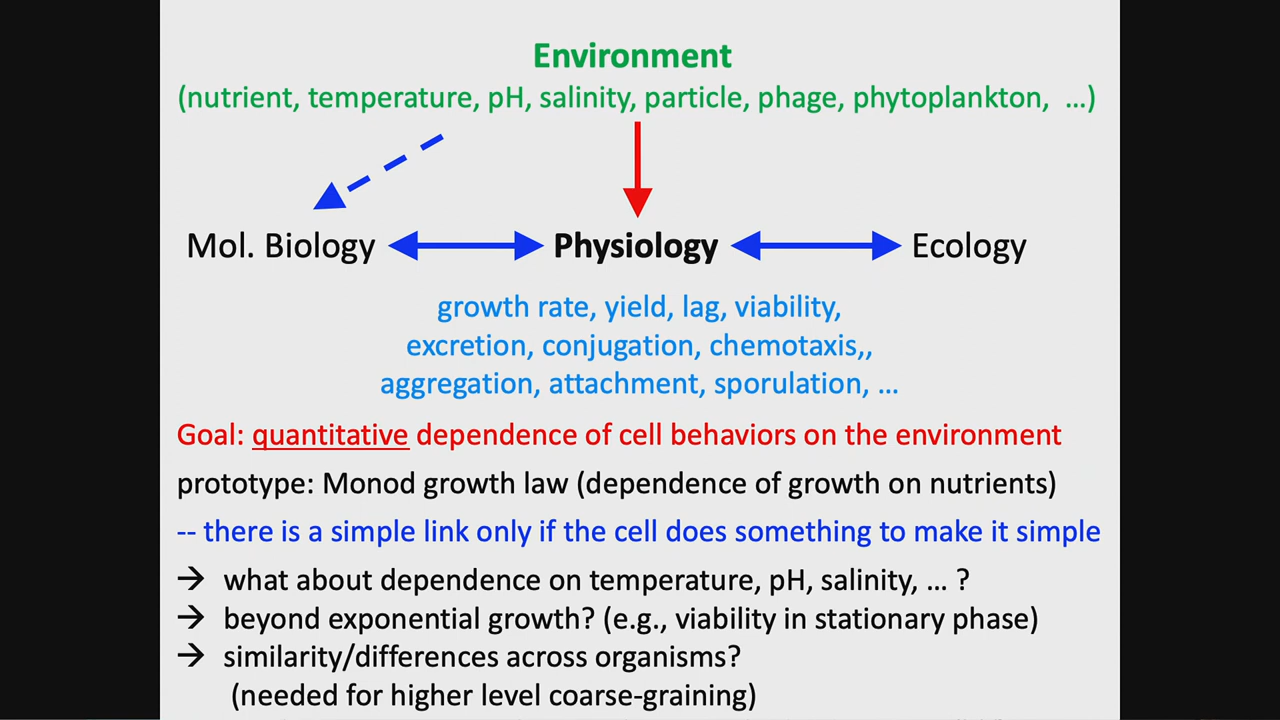 Environment
(nutrient, temperature, pH, salinity, particle, phage, phytoplankton, …)
Mol. Biology Physiology Ecology
growth rate, yield, lag, viability,
excretion, conjugation, chemotaxis,,
aggregation, attachment, sporulation, …
Goal: quantitative dependence of cell behaviors on the environment
prototype: Monod growth law (dependence of growth on nutrients)
-- there is a simple link only if the cell does something to make it simple
→ what about dependence on temperature, pH, salinity, … ?
→ beyond exponential growth? (e.g., viability in stationary phase)
→ similarity/differences across organisms?
(needed for higher level coarse-graining)